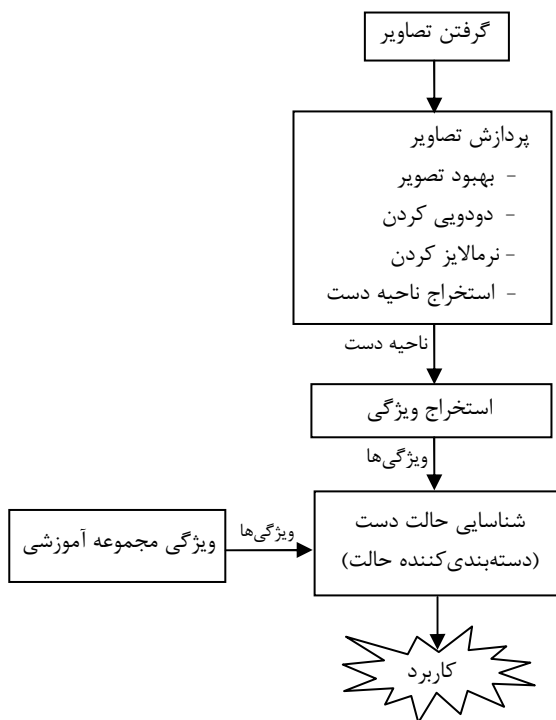 گرفتن تصاویر
پردازش تصاویر
- بهبود تصویر
- دودویی کردن
- نرمالایز کردن
- استخراج ناحیه دست
ناحیه دست
استخراج ویژگی
ویژگی‌ها
شناسایی حالت دست
(دسته‌بندی‌کننده حالت)
ویژگی‌ها
ویژگی مجموعه آموزشی
کاربرد